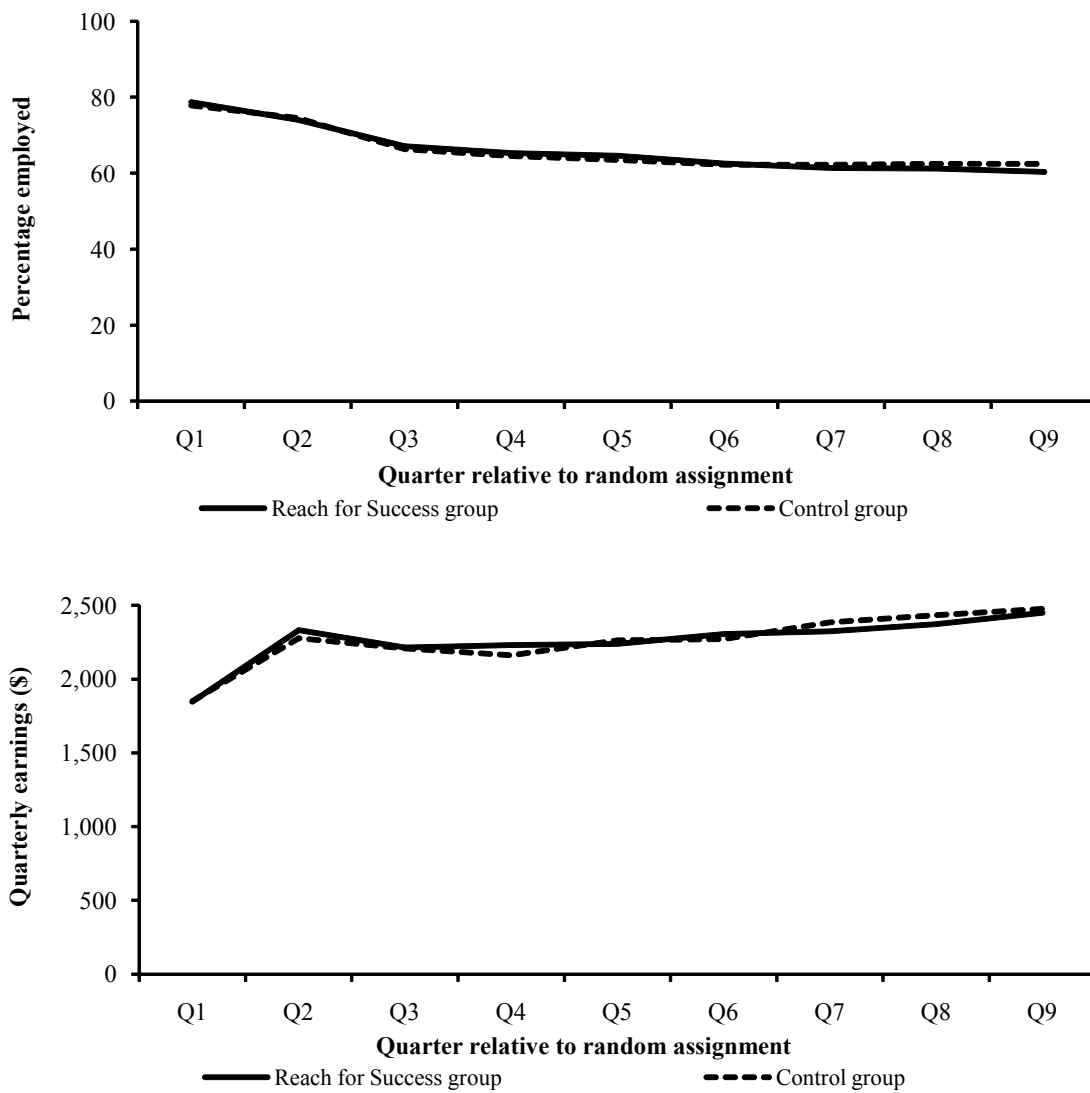 100
80
60
40
20
0
Percentage employed
Q1 Q2 Q3 Q4 Q5 Q6 Q7 Q8 Q9
Quarter relative to random assignment
Reach for Success group Control group
2,500
2,000
1,500
1,000
500
0
Quarterly earnings ($)
Q1 Q2 Q3 Q4 Q5 Q6 Q7 Q8 Q9
Quarter relative to random assignment
Reach for Success group Control group